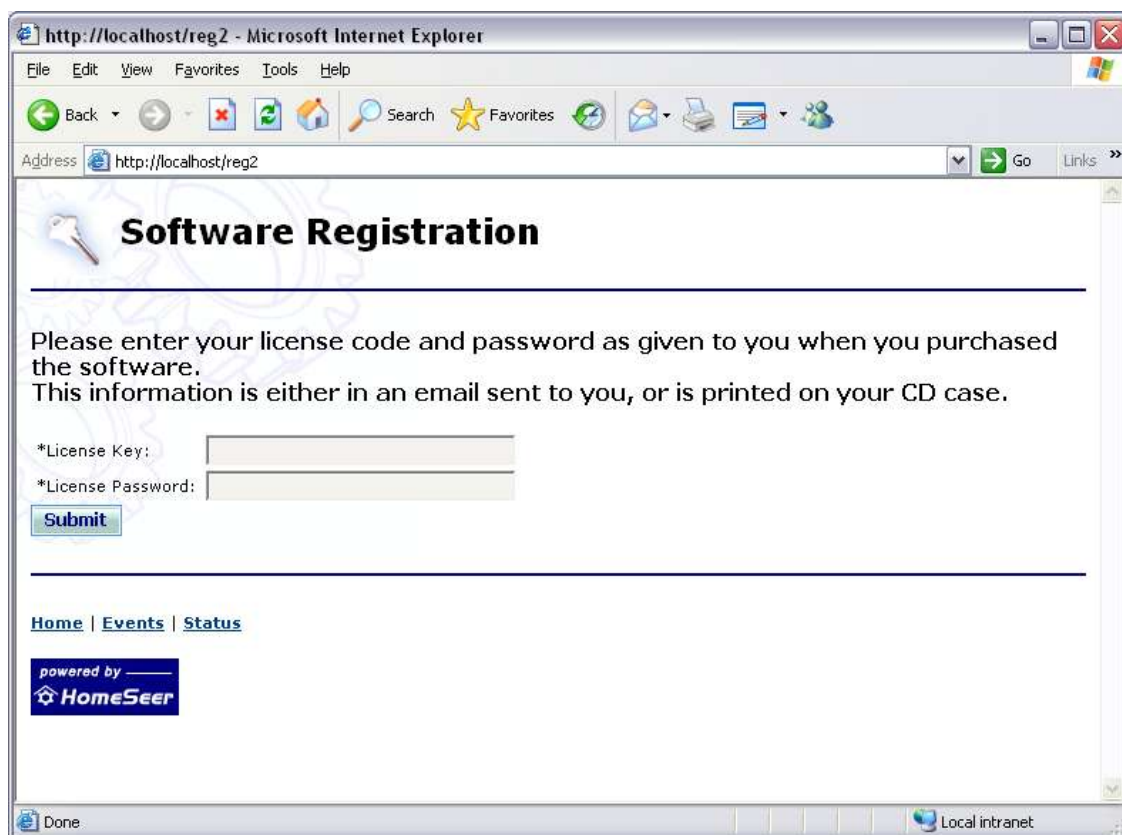 http://localhost/reg2 - Microsoft Internet Explorer
File Edit View Favorites Tools Help
Back Search Favorites
Address http://localhost/reg2 Go Links »
Software Registration
Please enter your license code and password as given to you when you purchased
the software.
This information is either in an email sent to you, or is printed on your CD case.
*License Key:
*License Password:
Submit
Home | Events | Status
powered by
HomeSeer
Done Local intranet